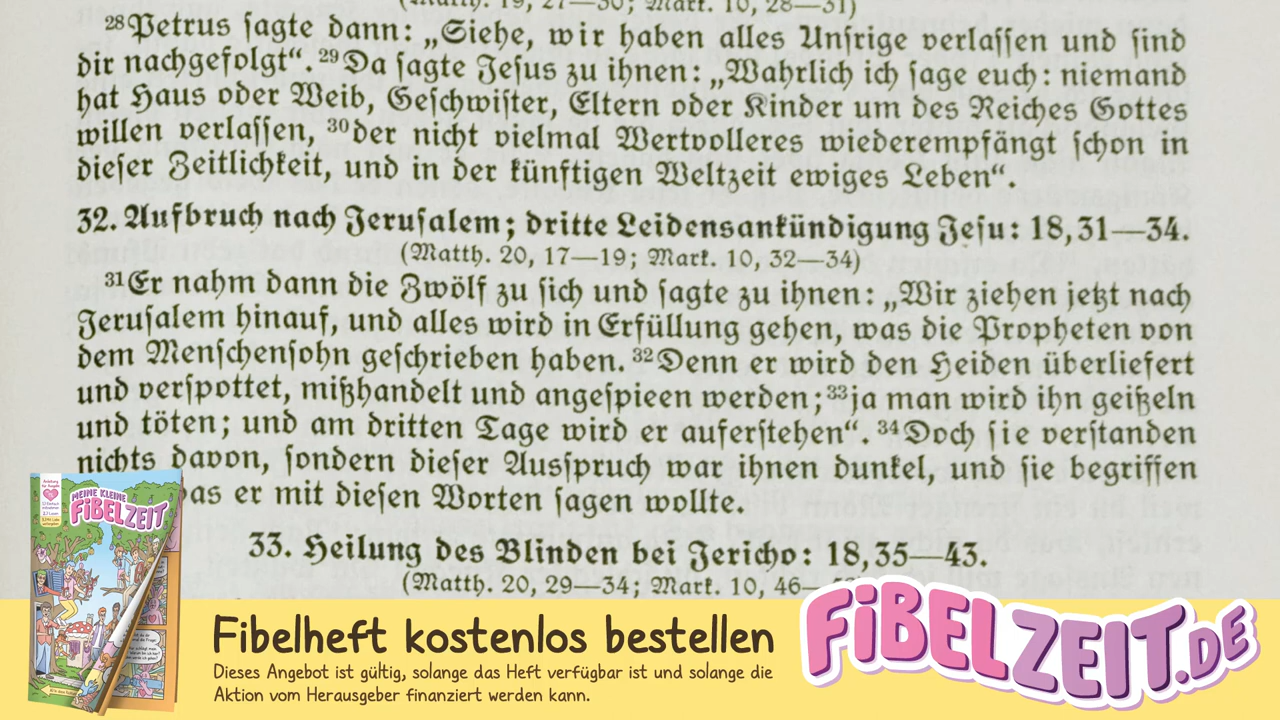 (Matth. 19, 27—30; Mark. 10, 28—31)
²⁸Petrus sagte dann: „Siehe, wir haben alles Unsrige verlassen und sind
dir nachgefolgt“. ²⁹Da sagte Jesus zu ihnen: „Wahrlich ich sage euch: niemand
hat Haus oder Weib, Geschwister, Eltern oder Kinder um des Reiches Gottes
willen verlassen, ³⁰der nicht vielmal Wertvolleres wiederempfängt schon in
dieser Zeitlichkeit, und in der künftigen Weltzeit ewiges Leben“.
32. Aufbruch nach Jerusalem; dritte Leidensankündigung Jesu: 18,31—34.
(Matth. 20, 17—19; Mark. 10, 32—34)
³¹Er nahm dann die Zwölf zu sich und sagte zu ihnen: „Wir ziehen jetzt nach
Jerusalem hinauf, und alles wird in Erfüllung gehen, was die Propheten von
dem Menschensohn geschrieben haben. ³²Denn er wird den Heiden überliefert
und verspottet, mißhandelt und angespieen werden; ³³ja man wird ihn geißeln
und töten; und am dritten Tage wird er auferstehen“. ³⁴Doch sie verstanden
nichts davon, sondern dieser Ausspruch war ihnen dunkel, und sie begriffen
was er mit diesen Worten sagen wollte.
33. Heilung des Blinden bei Jericho: 18,35—43.
(Matth. 20, 29—34; Mark. 10, 46—
MEINE KLEINE
FiBELZEIT
Fibelheft kostenlos bestellen
Dieses Angebot ist gültig, solange das Heft verfügbar ist und solange die
Aktion vom Herausgeber finanziert werden kann.
FiBELZEIT.DE